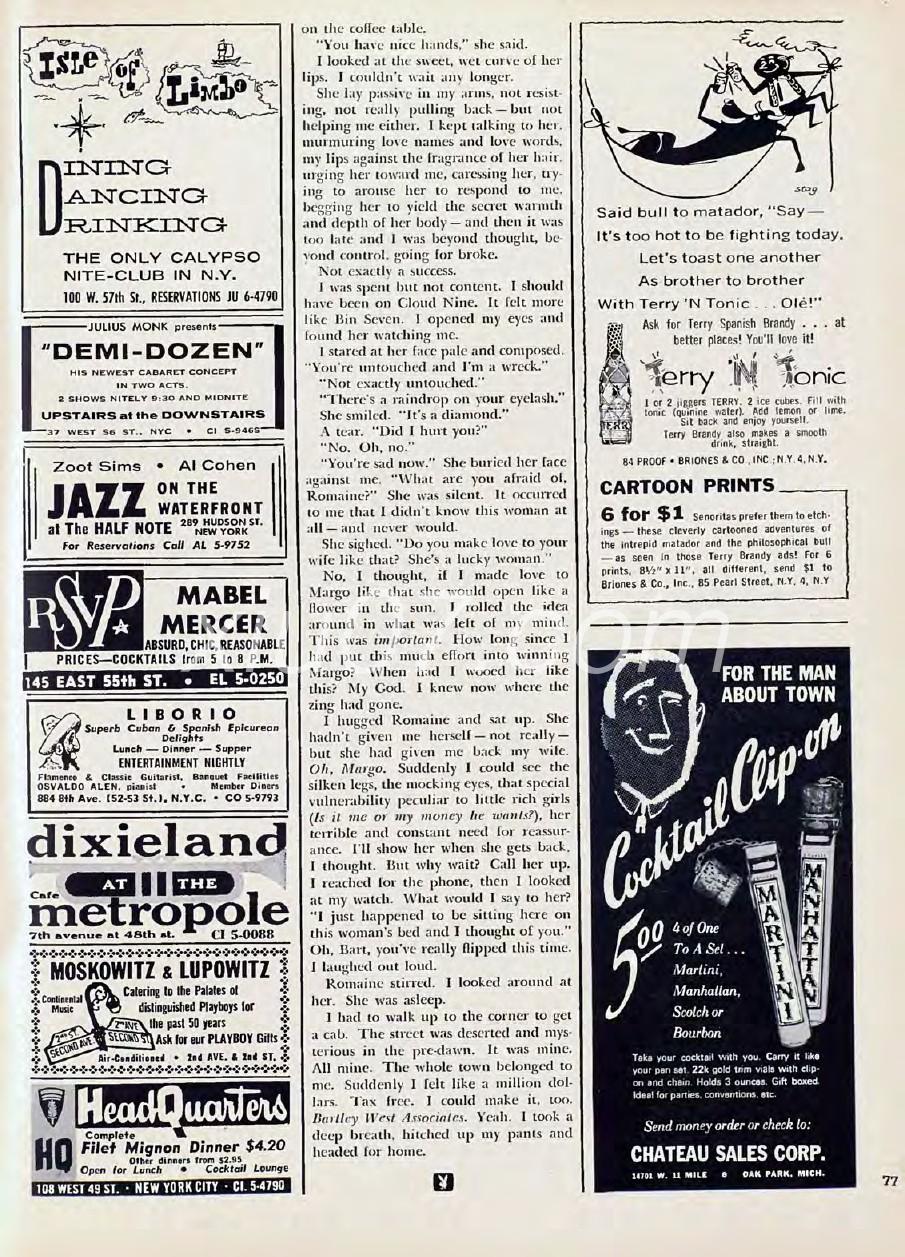 Isle of Limbo
DINING
DANCING
DRINKING
THE ONLY CALYPSO
NITE-CLUB IN N.Y.
100 W. 57th St., RESERVATIONS JU 6-4790
JULIUS MONK presents
"DEMI-DOZEN"
HIS NEWEST CABARET CONCEPT
IN TWO ACTS.
2 SHOWS NITELY 9:30 AND MIDNITE
UPSTAIRS at the DOWNSTAIRS
37 WEST 56 ST., NYC • CI 5-9465
Zoot Sims • Al Cohen
JAZZ ON THE
WATERFRONT
at The HALF NOTE 289 HUDSON ST.
NEW YORK
For Reservations Call AL 5-9752
RSVP
MABEL
MERCER
ABSURD, CHIC, REASONABLE
PRICES—COCKTAILS from 5 to 8 P.M.
145 EAST 55th ST. • EL 5-0250
LIBORIO
Superb Cuban & Spanish Epicurean
Delights
Lunch — Dinner — Supper
ENTERTAINMENT NIGHTLY
Flamenco & Classic Guitarist, Banquet Facilities
OSVALDO ALEN, pianist • Member Diners
884 8th Ave. (52-53 St.), N.Y.C. • CO 5-9793
dixieland
AT THE
Cafe
metropole
7th avenue at 48th st. CI 5-0088
MOSKOWITZ & LUPOWITZ
Continental
Music
Catering to the Palates of
distinguished Playboys for
the past 50 years
Ask for our PLAYBOY Gifts
2nd ST.
SECOND AVE.
2nd AVE.
SECOND ST.
Air-Conditioned • 2nd AVE. & 2nd ST.
HeadQuarters
HQ
Complete
Filet Mignon Dinner $4.20
Other dinners from $2.95
Open for Lunch • Cocktail Lounge
108 WEST 49 ST. • NEW YORK CITY • CI. 5-4790
on the coffee table.
"You have nice hands," she said.
I looked at the sweet, wet curve of her
lips. I couldn't wait any longer.
She lay passive in my arms, not resist-
ing, not really pulling back — but not
helping me either. I kept talking to her,
murmuring love names and love words,
my lips against the fragrance of her hair,
urging her toward me, caressing her, try-
ing to arouse her to respond to me,
begging her to yield the secret warmth
and depth of her body — and then it was
too late and I was beyond thought, be-
yond control, going for broke.
Not exactly a success.
I was spent but not content. I should
have been on Cloud Nine. It felt more
like Bin Seven. I opened my eyes and
found her watching me.
I stared at her face pale and composed.
"You're untouched and I'm a wreck."
"Not exactly untouched."
"There's a raindrop on your eyelash."
She smiled. "It's a diamond."
A tear. "Did I hurt you?"
"No. Oh, no."
"You're sad now." She buried her face
against me. "What are you afraid of,
Romaine?" She was silent. It occurred
to me that I didn't know this woman at
all — and never would.
She sighed. "Do you make love to your
wife like that? She's a lucky woman."
No, I thought, if I made love to
Margo like that she would open like a
flower in the sun. I rolled the idea
around in what was left of my mind.
This was important. How long since I
had put this much effort into winning
Margo? When had I wooed her like
this? My God. I knew now where the
zing had gone.
I hugged Romaine and sat up. She
hadn't given me herself — not really —
but she had given me back my wife.
Oh, Margo. Suddenly I could see the
silken legs, the mocking eyes, that special
vulnerability peculiar to little rich girls
(Is it me or my money he wants?), her
terrible and constant need for reassur-
ance. I'll show her when she gets back,
I thought. But why wait? Call her up.
I reached for the phone, then I looked
at my watch. What would I say to her?
"I just happened to be sitting here on
this woman's bed and I thought of you."
Oh, Bart, you've really flipped this time.
I laughed out loud.
Romaine stirred. I looked around at
her. She was asleep.
I had to walk up to the corner to get
a cab. The street was deserted and mys-
terious in the pre-dawn. It was mine.
All mine. The whole town belonged to
me. Suddenly I felt like a million dol-
lars. Tax free. I could make it, too.
Bartley West Associates. Yeah. I took a
deep breath, hitched up my pants and
headed for home.
stag
Said bull to matador, "Say—
It's too hot to be fighting today.
Let's toast one another
As brother to brother
With Terry 'N Tonic . . . Olé!"
Ask for Terry Spanish Brandy . . . at
better places! You'll love it!
Terry 'N Tonic
TERRY
1 or 2 jiggers TERRY. 2 ice cubes. Fill with
tonic (quinine water). Add lemon or lime.
Sit back and enjoy yourself.
Terry Brandy also makes a smooth
drink, straight.
84 PROOF • BRIONES & CO., INC.; N.Y. 4, N.Y.
CARTOON PRINTS
6 for $1 Senoritas prefer them to etch-
ings — these cleverly cartooned adventures of
the intrepid matador and the philosophical bull
— as seen in those Terry Brandy ads! For 6
prints, 8½" x 11", all different, send $1 to
Briones & Co., Inc., 85 Pearl Street, N.Y. 4, N.Y
FOR THE MAN
ABOUT TOWN
Cocktail Clip-on
MARTINI
MANHATTAN
5.00
4 of One
To A Set . . .
Martini,
Manhattan,
Scotch or
Bourbon
Take your cocktail with you. Carry it like
your pen set. 22k gold trim vials with clip-
on and chain. Holds 3 ounces. Gift boxed.
Ideal for parties, conventions, etc.
Send money order or check to:
CHATEAU SALES CORP.
14701 W. 11 MILE • OAK PARK, MICH.
77